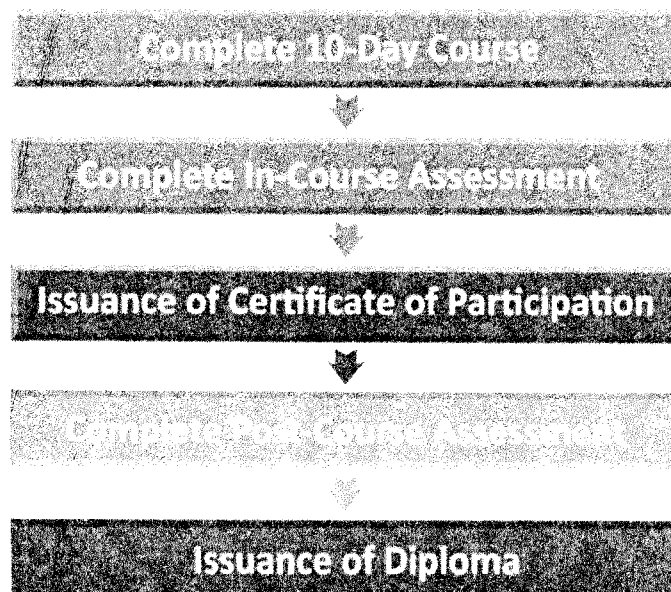 Complete 10-Day Course
Complete In-Course Assessment
Issuance of Certificate of Participation
Complete Post-Course Assessment
Issuance of Diploma